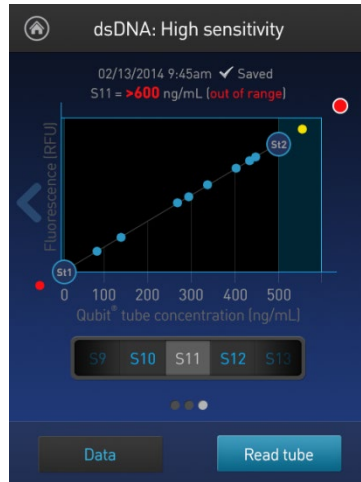 dsDNA: High sensitivity
02/13/2014 9:45am ✔ Saved
S11 = >600 ng/mL (out of range)
Fluorescence (RFU)
St2
St1
0 100 200 300 400 500
Qubit® tube concentration (ng/mL)
S9 S10 S11 S12 S13
Data Read tube